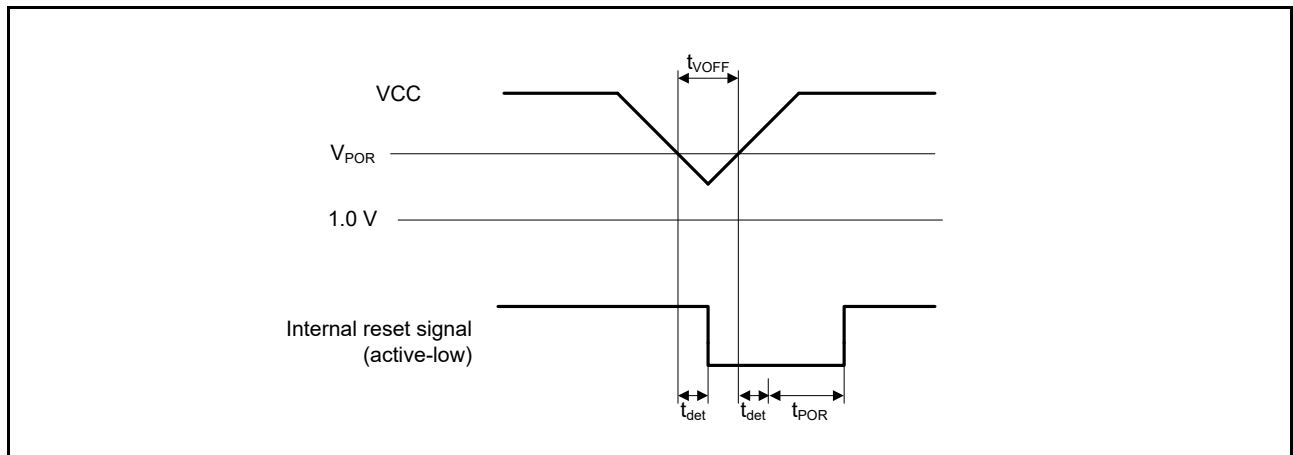 tVOFF
VCC
VPOR
1.0 V
Internal reset signal
(active-low)
tdet
tdet
tPOR